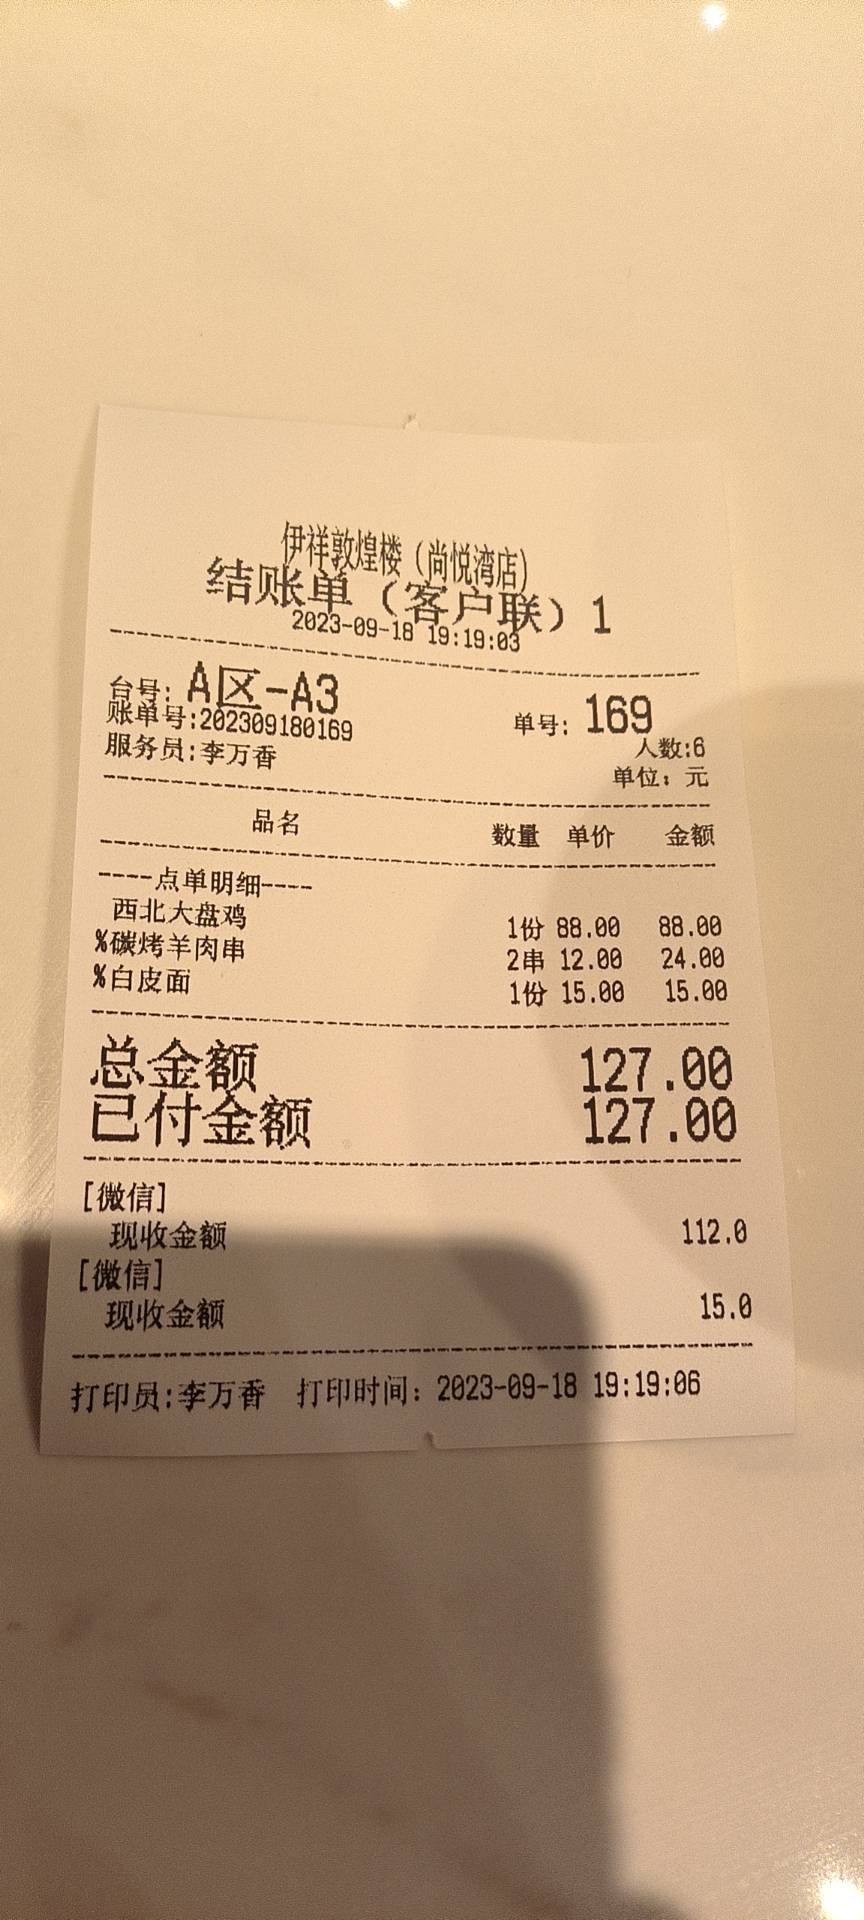 伊祥敦煌楼（尚悦湾店）
结账单（客户联）1
2023-09-18 19:19:03
台号: A区-A3 单号: 169
账单号:202309180169 人数:6
服务员:李万香 单位: 元
品名 数量 单价 金额
----点单明细----
西北大盘鸡 1份 88.00 88.00
%碳烤羊肉串 2串 12.00 24.00
%白皮面 1份 15.00 15.00
总金额 127.00
已付金额 127.00
[微信]
现收金额 112.0
[微信]
现收金额 15.0
打印员:李万香 打印时间: 2023-09-18 19:19:06